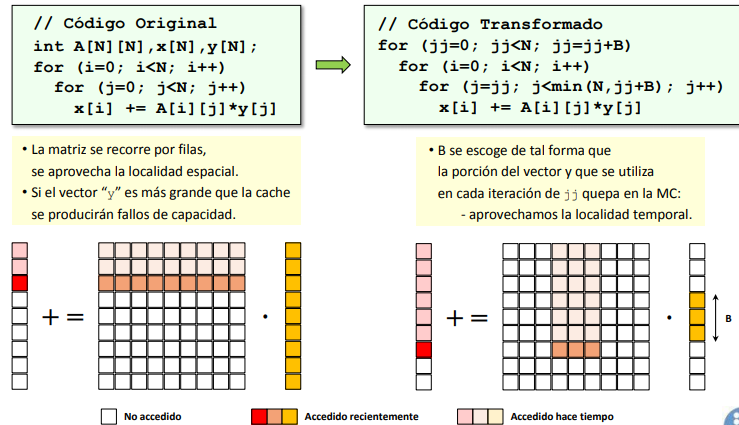 // Código Original
int A[N][N],x[N],y[N];
for (i=0; i<N; i++)
for (j=0; j<N; j++)
x[i] += A[i][j]*y[j]
// Código Transformado
for (jj=0; jj<N; jj=jj+B)
for (i=0; i<N; i++)
for (j=jj; j<min(N,jj+B); j++)
x[i] += A[i][j]*y[j]
• La matriz se recorre por filas,
se aprovecha la localidad espacial.
• Si el vector “y” es más grande que la cache
se producirán fallos de capacidad.
• B se escoge de tal forma que
la porción del vector y que se utiliza
en cada iteración de jj quepa en la MC:
- aprovechamos la localidad temporal.
+ =
·
+ =
·
B
No accedido
Accedido recientemente
Accedido hace tiempo